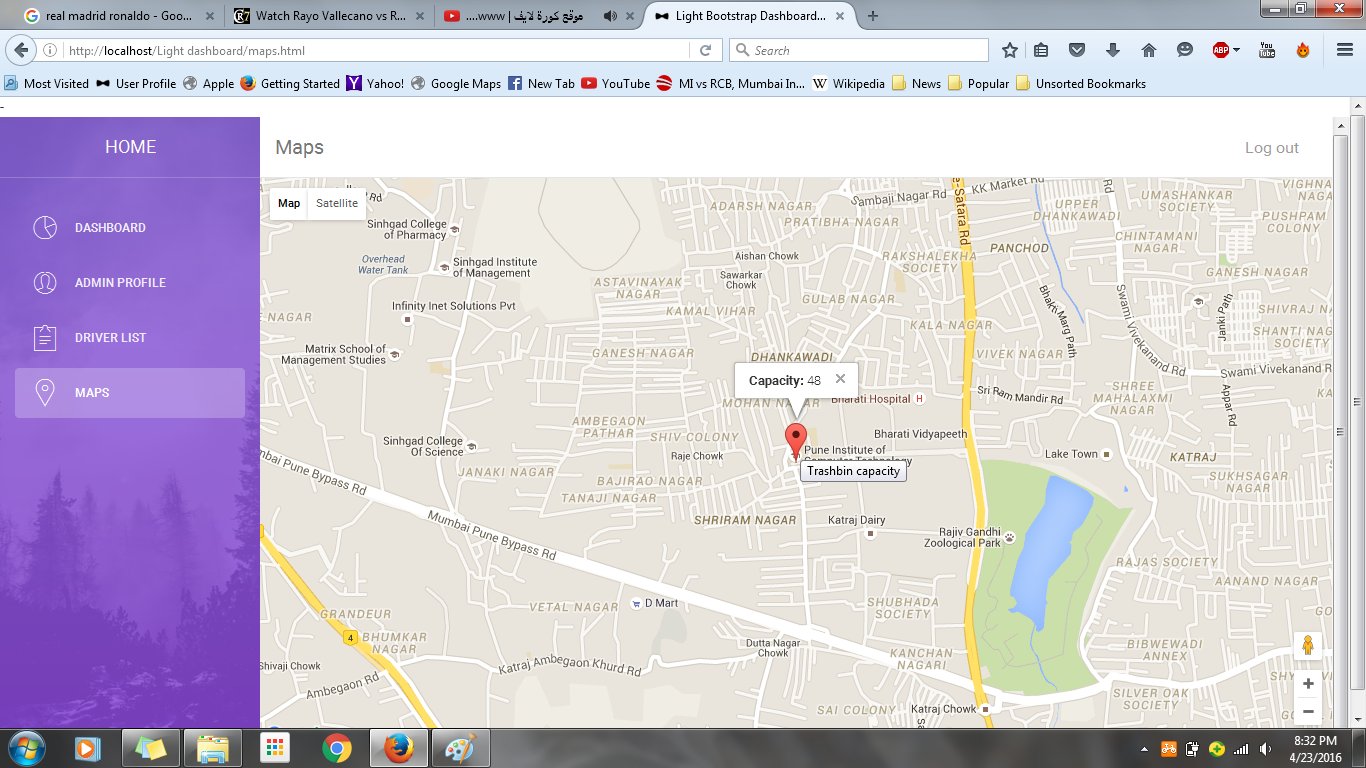 real madrid ronaldo - Goo...
Watch Rayo Vallecano vs R...
موقع كورة لايف | www....
Light Bootstrap Dashboard...
http://localhost/Light dashboard/maps.html
Search
ABP
You
Tube
Most Visited
User Profile
Apple
Getting Started
Yahoo!
Google Maps
New Tab
YouTube
MI vs RCB, Mumbai In...
Wikipedia
News
Popular
Unsorted Bookmarks
HOME
DASHBOARD
ADMIN PROFILE
DRIVER LIST
MAPS
Maps
Log out
Map
Satellite
Sinhgad College
of Pharmacy
Overhead
Water Tank
Sinhgad Institute
of Management
Infinity Inet Solutions Pvt
Matrix School of
Management Studies
E NAGAR
ASTAVINAYAK
NAGAR
GANESH NAGAR
KAMAL VIHAR
ADARSH NAGAR
PRATIBHA NAGAR
Sambaji Nagar Rd
KK Market Rd
Satara Rd
Aishan Chowk
Sawarkar
Chowk
GULAB NAGAR
RAKSHALEKHA
SOCIETY
KALA NAGAR
PANCHOD
UPPER
DHANKAWADI
UMASHANKAR
SOCIETY
VIGHNA
NAGAR
PUSHPAM
COLONY
CHINTAMANI
NAGAR
GANESH NAGAR
Bhakti Marg Path
Swami Vivekanand Rd
Janki Path
SHIVRAJ NA
SHANTI NA
SOCIETY
Swami Vivekanand R
Appar Rd
VIVEK NAGAR
Sri Ram Mandir Rd
SHREE
MAHALAXMI
NAGAR
DHANKAWADI
Capacity: 48
MOHAN NAGAR
Bharati Hospital
H
Bharati Vidyapeeth
Pune Institute of
Computer Technology
Trashbin capacity
AMBEGAON
PATHAR
SHIV COLONY
Raje Chowk
Sinhgad College
Of Science
JANAKI NAGAR
BAJIRAO NAGAR
TANAJI NAGAR
SHRIRAM NAGAR
Katraj Dairy
Lake Town
KATRAJ
SUKHSAGAR
NAGAR
Rajiv Gandhi
Zoological Park
RAJAS SOCIETY
AANAND NAGAR
mbai Pune Bypass Rd
Mumbai Pune Bypass Rd
VETAL NAGAR
D Mart
SHUBHADA
SOCIETY
GRANDEUR
4
BHUMKAR
NAGAR
Dutta Nagar
Chowk
KANCHAN
NAGARI
BIBWEWADI
ANNEX
Shivaji Chowk
Ambegaon Rd
Katraj Ambegaon Khurd Rd
SAI COLONY
Katraj Chowk
SILVER OAK
SOCIETY
8:32 PM
4/23/2016